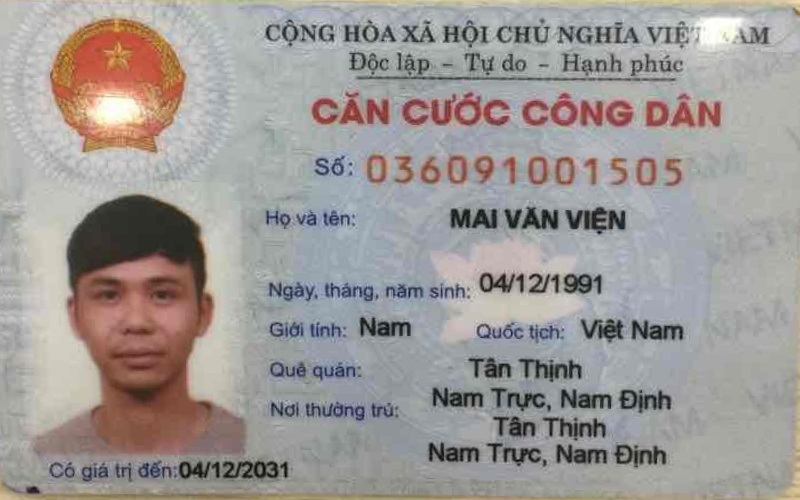 CỘNG HÒA XÃ HỘI CHỦ NGHĨA VIỆT NAM
Độc lập - Tự do - Hạnh phúc
CĂN CƯỚC CÔNG DÂN
Số: 036091001505
Họ và tên: MAI VĂN VIỆN
Ngày, tháng, năm sinh: 04/12/1991
Giới tính: Nam Quốc tịch: Việt Nam
Quê quán: Tân Thịnh
Nam Trực, Nam Định
Nơi thường trú: Tân Thịnh
Nam Trực, Nam Định
Có giá trị đến: 04/12/2031